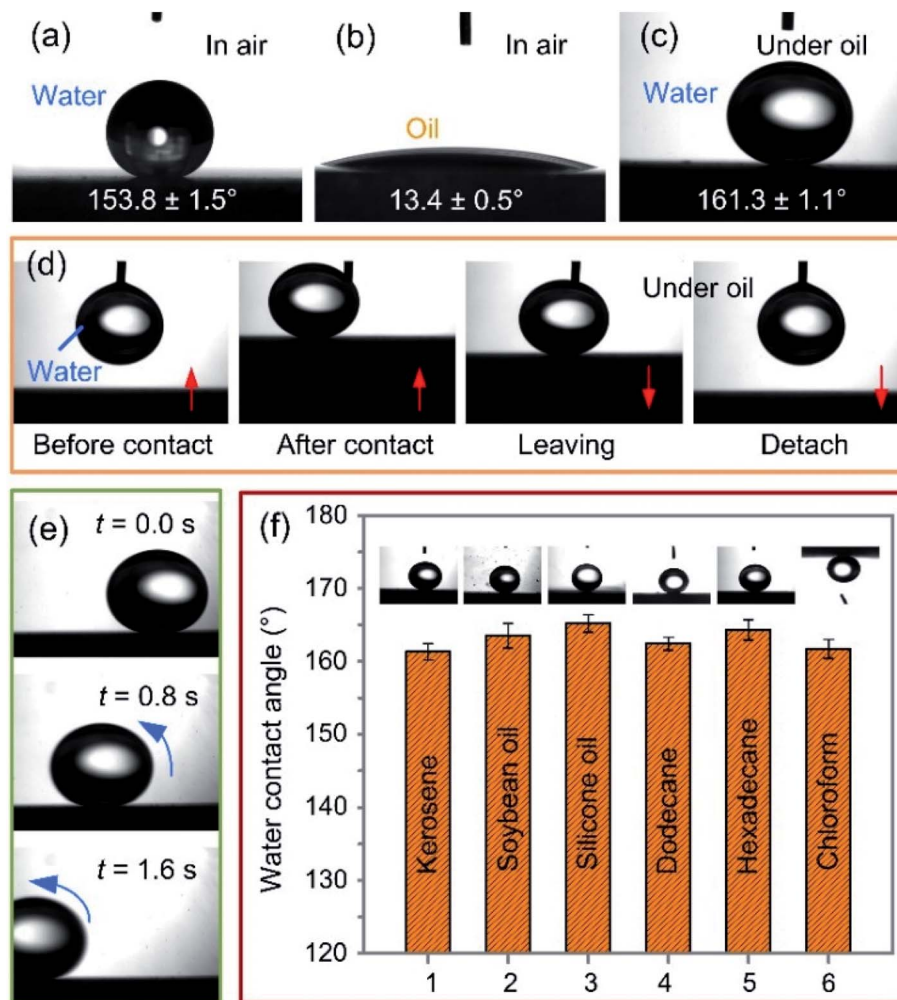 (a)
In air
Water
153.8 ± 1.5°
(b)
In air
Oil
13.4 ± 0.5°
(c)
Under oil
Water
161.3 ± 1.1°
(d)
Water
Under oil
Before contact
After contact
Leaving
Detach
(e)
t = 0.0 s
t = 0.8 s
t = 1.6 s
(f)
Water contact angle (°)
180
170
160
150
140
130
120
Kerosene
Soybean oil
Silicone oil
Dodecane
Hexadecane
Chloroform
1 2 3 4 5 6